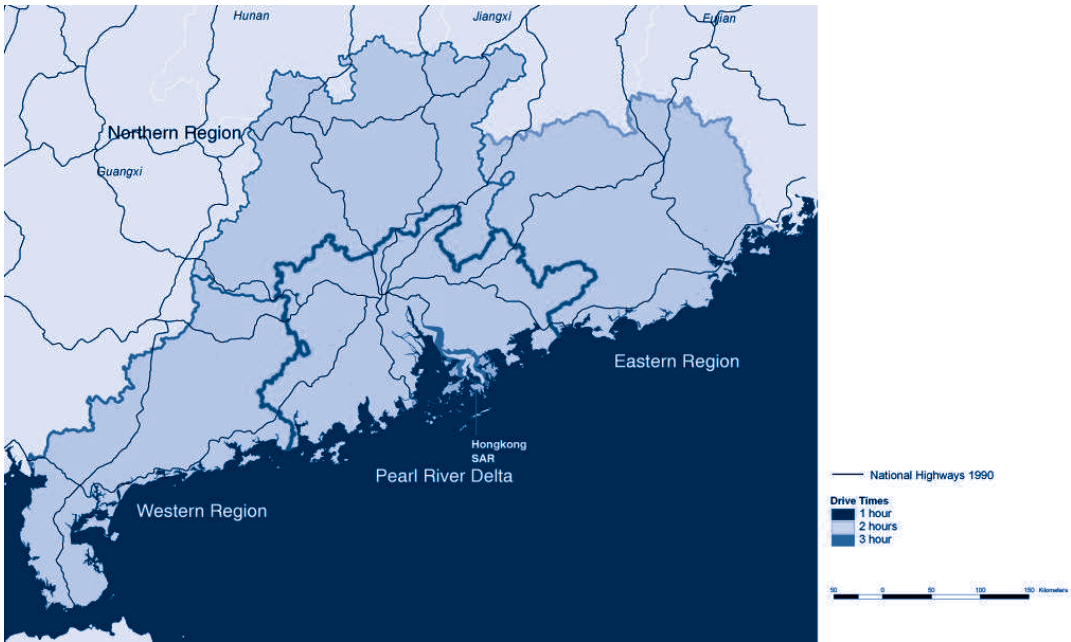 Hunan
Jiangxi
Fujian
Northern Region
Guangxi
Eastern Region
Hongkong
SAR
Pearl River Delta
Western Region
National Highways 1990
Drive Times
1 hour
2 hours
3 hour
50 0 50 100 150 Kilometers